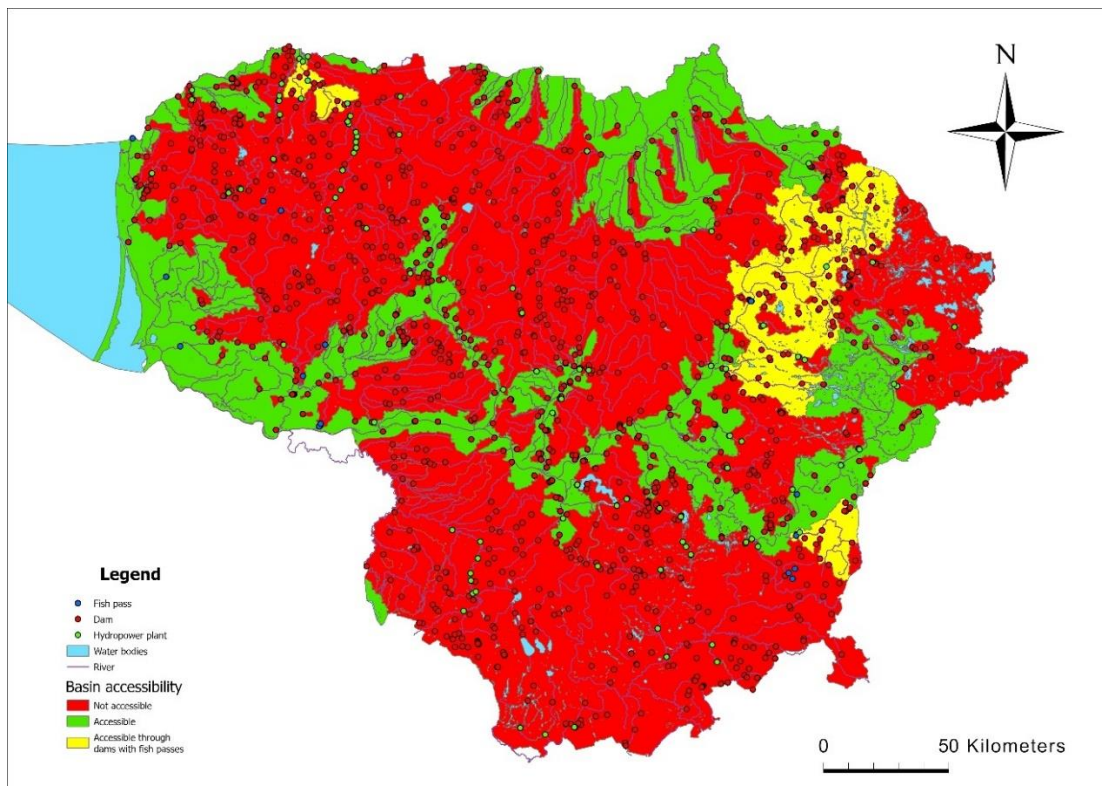 N
Legend
Fish pass
Dam
Hydropower plant
Water bodies
River
Basin accessibility
Not accessible
Accessible
Accessible through
dams with fish passes
0 50 Kilometers